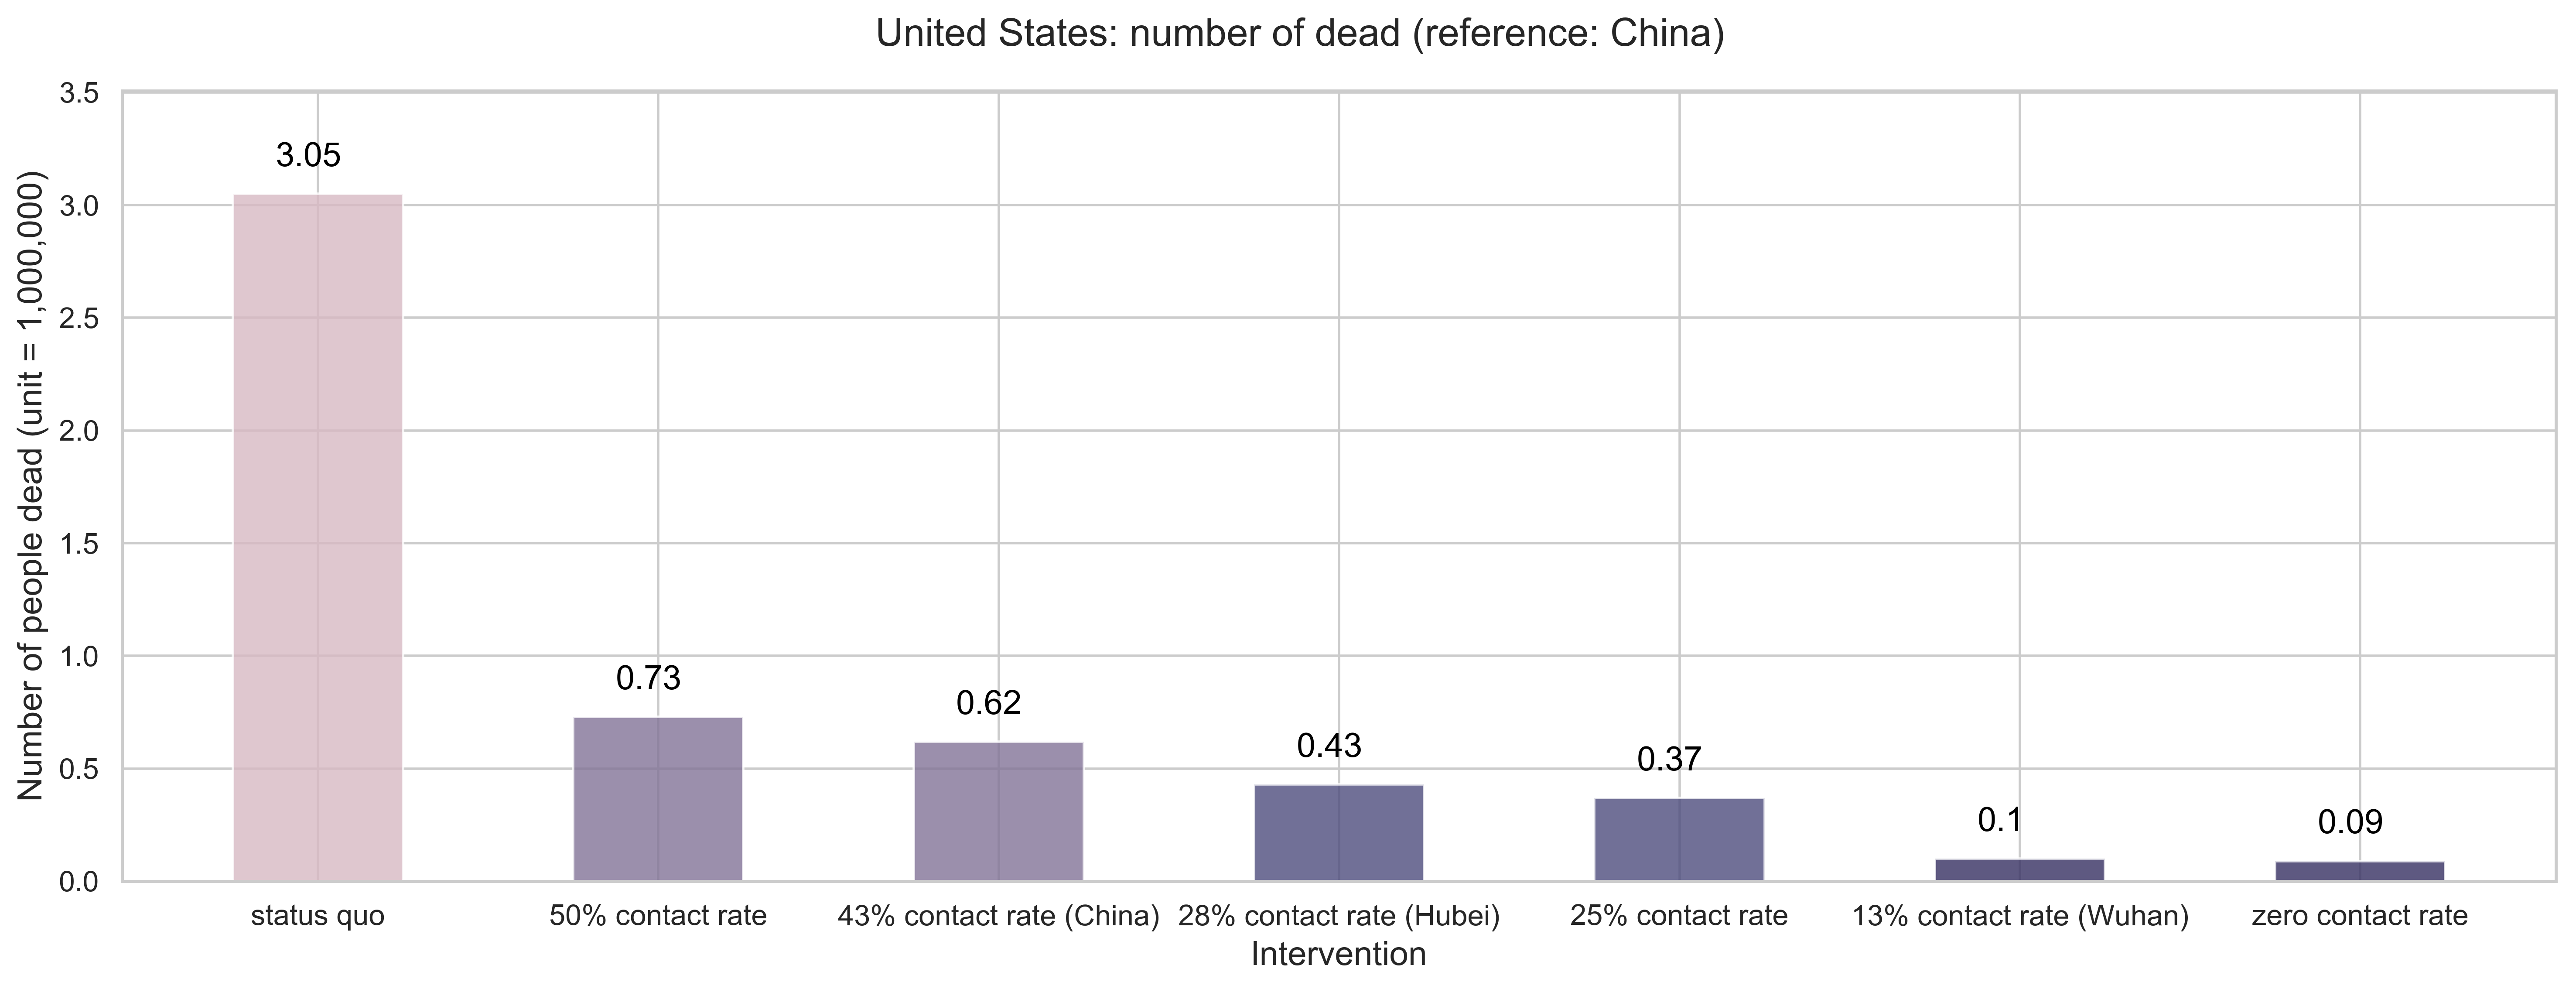 United States: number of dead (reference: China)
Number of people dead (unit = 1,000,000)
3.5
3.0
2.5
2.0
1.5
1.0
0.5
0.0
3.05
0.73
0.62
0.43
0.37
0.1
0.09
status quo
50% contact rate
43% contact rate (China)
28% contact rate (Hubei)
25% contact rate
13% contact rate (Wuhan)
zero contact rate
Intervention